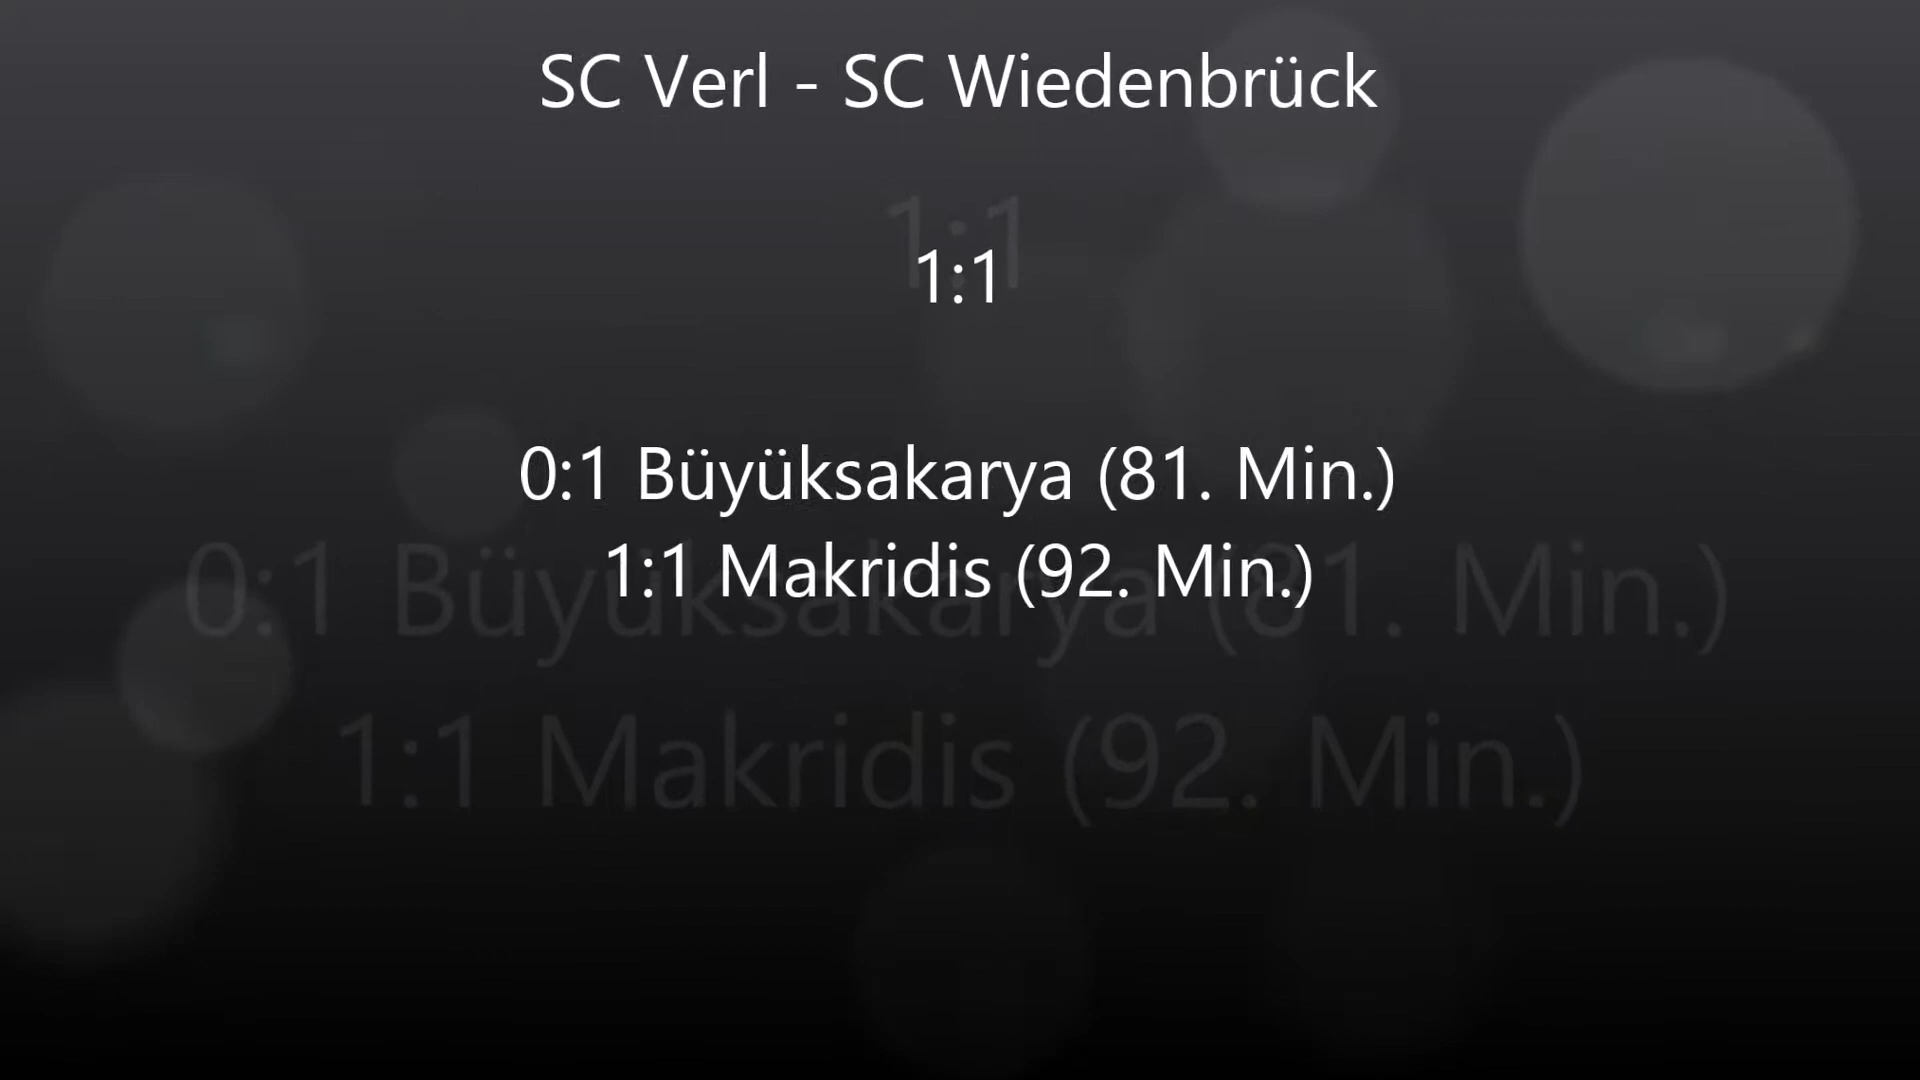 SC Verl - SC Wiedenbrück
1:1
0:1 Büyüksakarya (81. Min.)
1:1 Makridis (92. Min.)